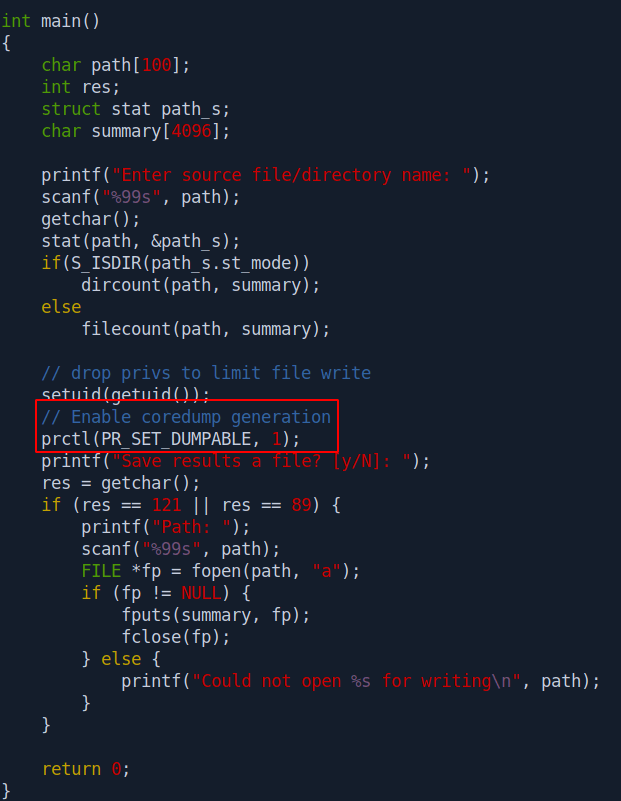 int main()
{
    char path[100];
    int res;
    struct stat path_s;
    char summary[4096];

    printf("Enter source file/directory name: ");
    scanf("%99s", path);
    getchar();
    stat(path, &path_s);
    if(S_ISDIR(path_s.st_mode))
        dircount(path, summary);
    else
        filecount(path, summary);

    // drop privs to limit file write
    setuid(getuid());
    // Enable coredump generation
    prctl(PR_SET_DUMPABLE, 1);
    printf("Save results a file? [y/N]: ");
    res = getchar();
    if (res == 121 || res == 89) {
        printf("Path: ");
        scanf("%99s", path);
        FILE *fp = fopen(path, "a");
        if (fp != NULL) {
            fputs(summary, fp);
            fclose(fp);
        } else {
            printf("Could not open %s for writing\n", path);
        }
    }

    return 0;
}